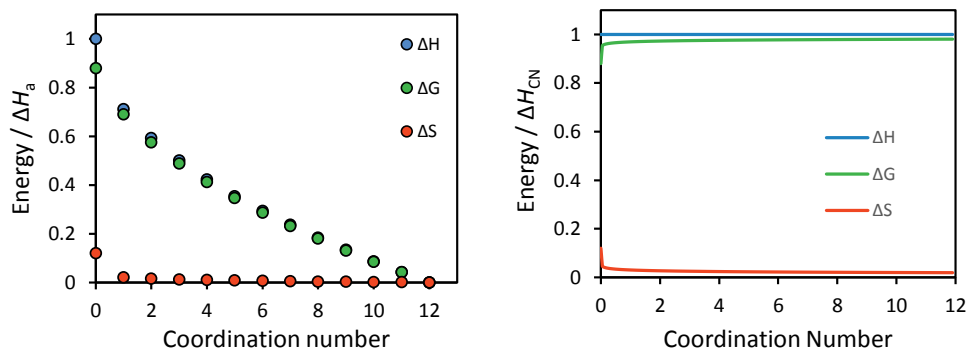 1
0.8
0.6
0.4
0.2
0
0 2 4 6 8 10 12
Energy / ΔHa
Coordination number
ΔH
ΔG
ΔS
1
0.8
0.6
0.4
0.2
0
0 2 4 6 8 10 12
Energy / ΔHCN
Coordination Number
ΔH
ΔG
ΔS